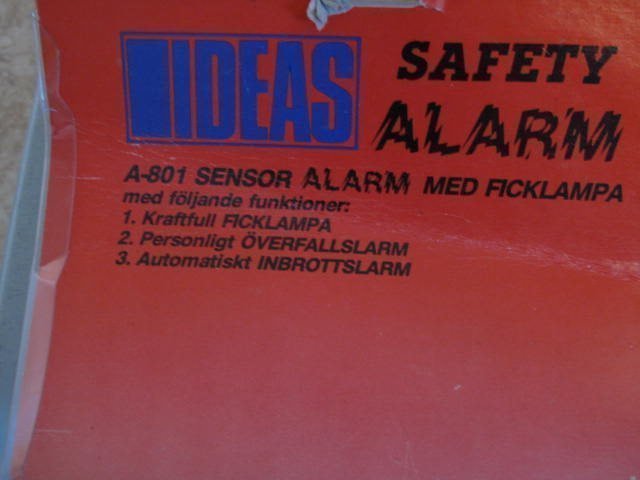 IDEAS
SAFETY
ALARM
A-801 SENSOR ALARM MED FICKLAMPA
med följande funktioner:
1. Kraftfull FICKLAMPA
2. Personligt ÖVERFALLSLARM
3. Automatiskt INBROTTSLARM